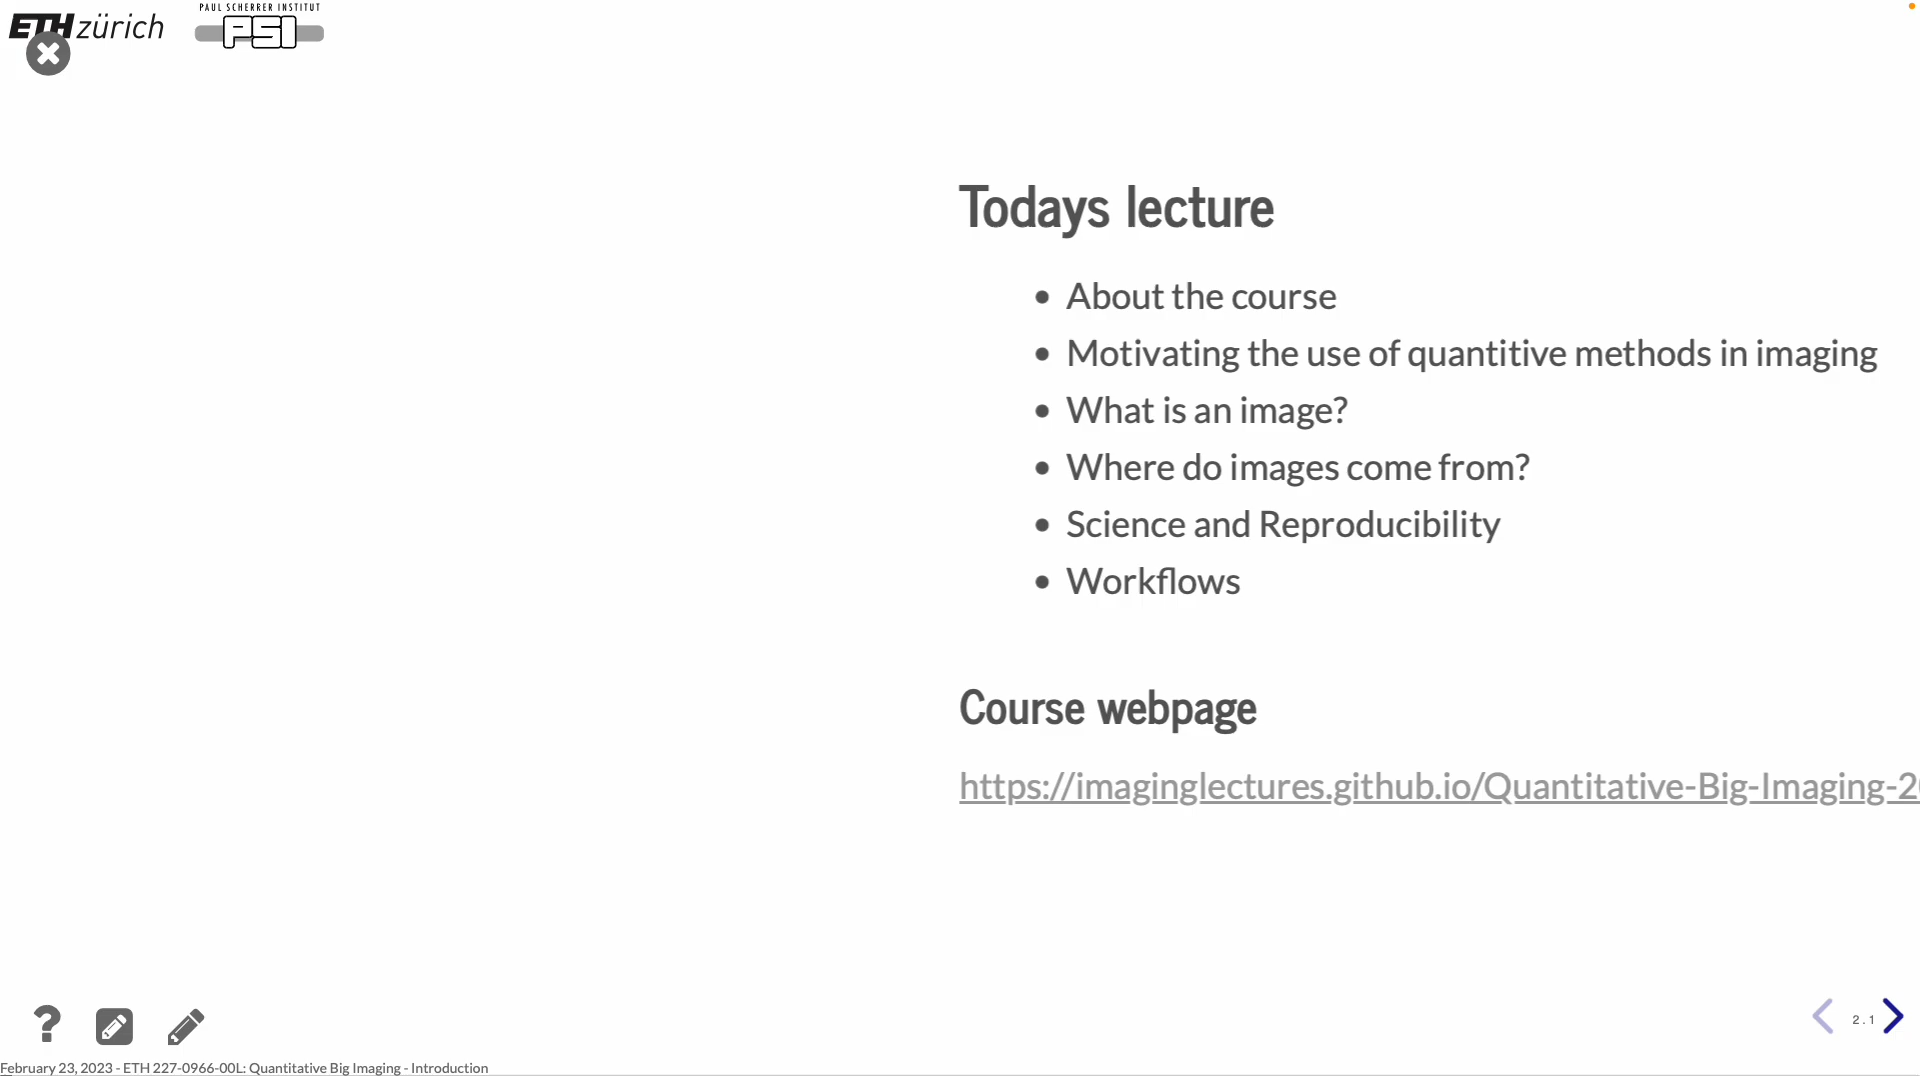 ETH zürich
PAUL SCHERRER INSTITUT
PSI
Todays lecture
• About the course
• Motivating the use of quantitive methods in imaging
• What is an image?
• Where do images come from?
• Science and Reproducibility
• Workflows
Course webpage
https://imaginglectures.github.io/Quantitative-Big-Imaging-2
2.1
February 23, 2023 - ETH 227-0966-00L: Quantitative Big Imaging - Introduction